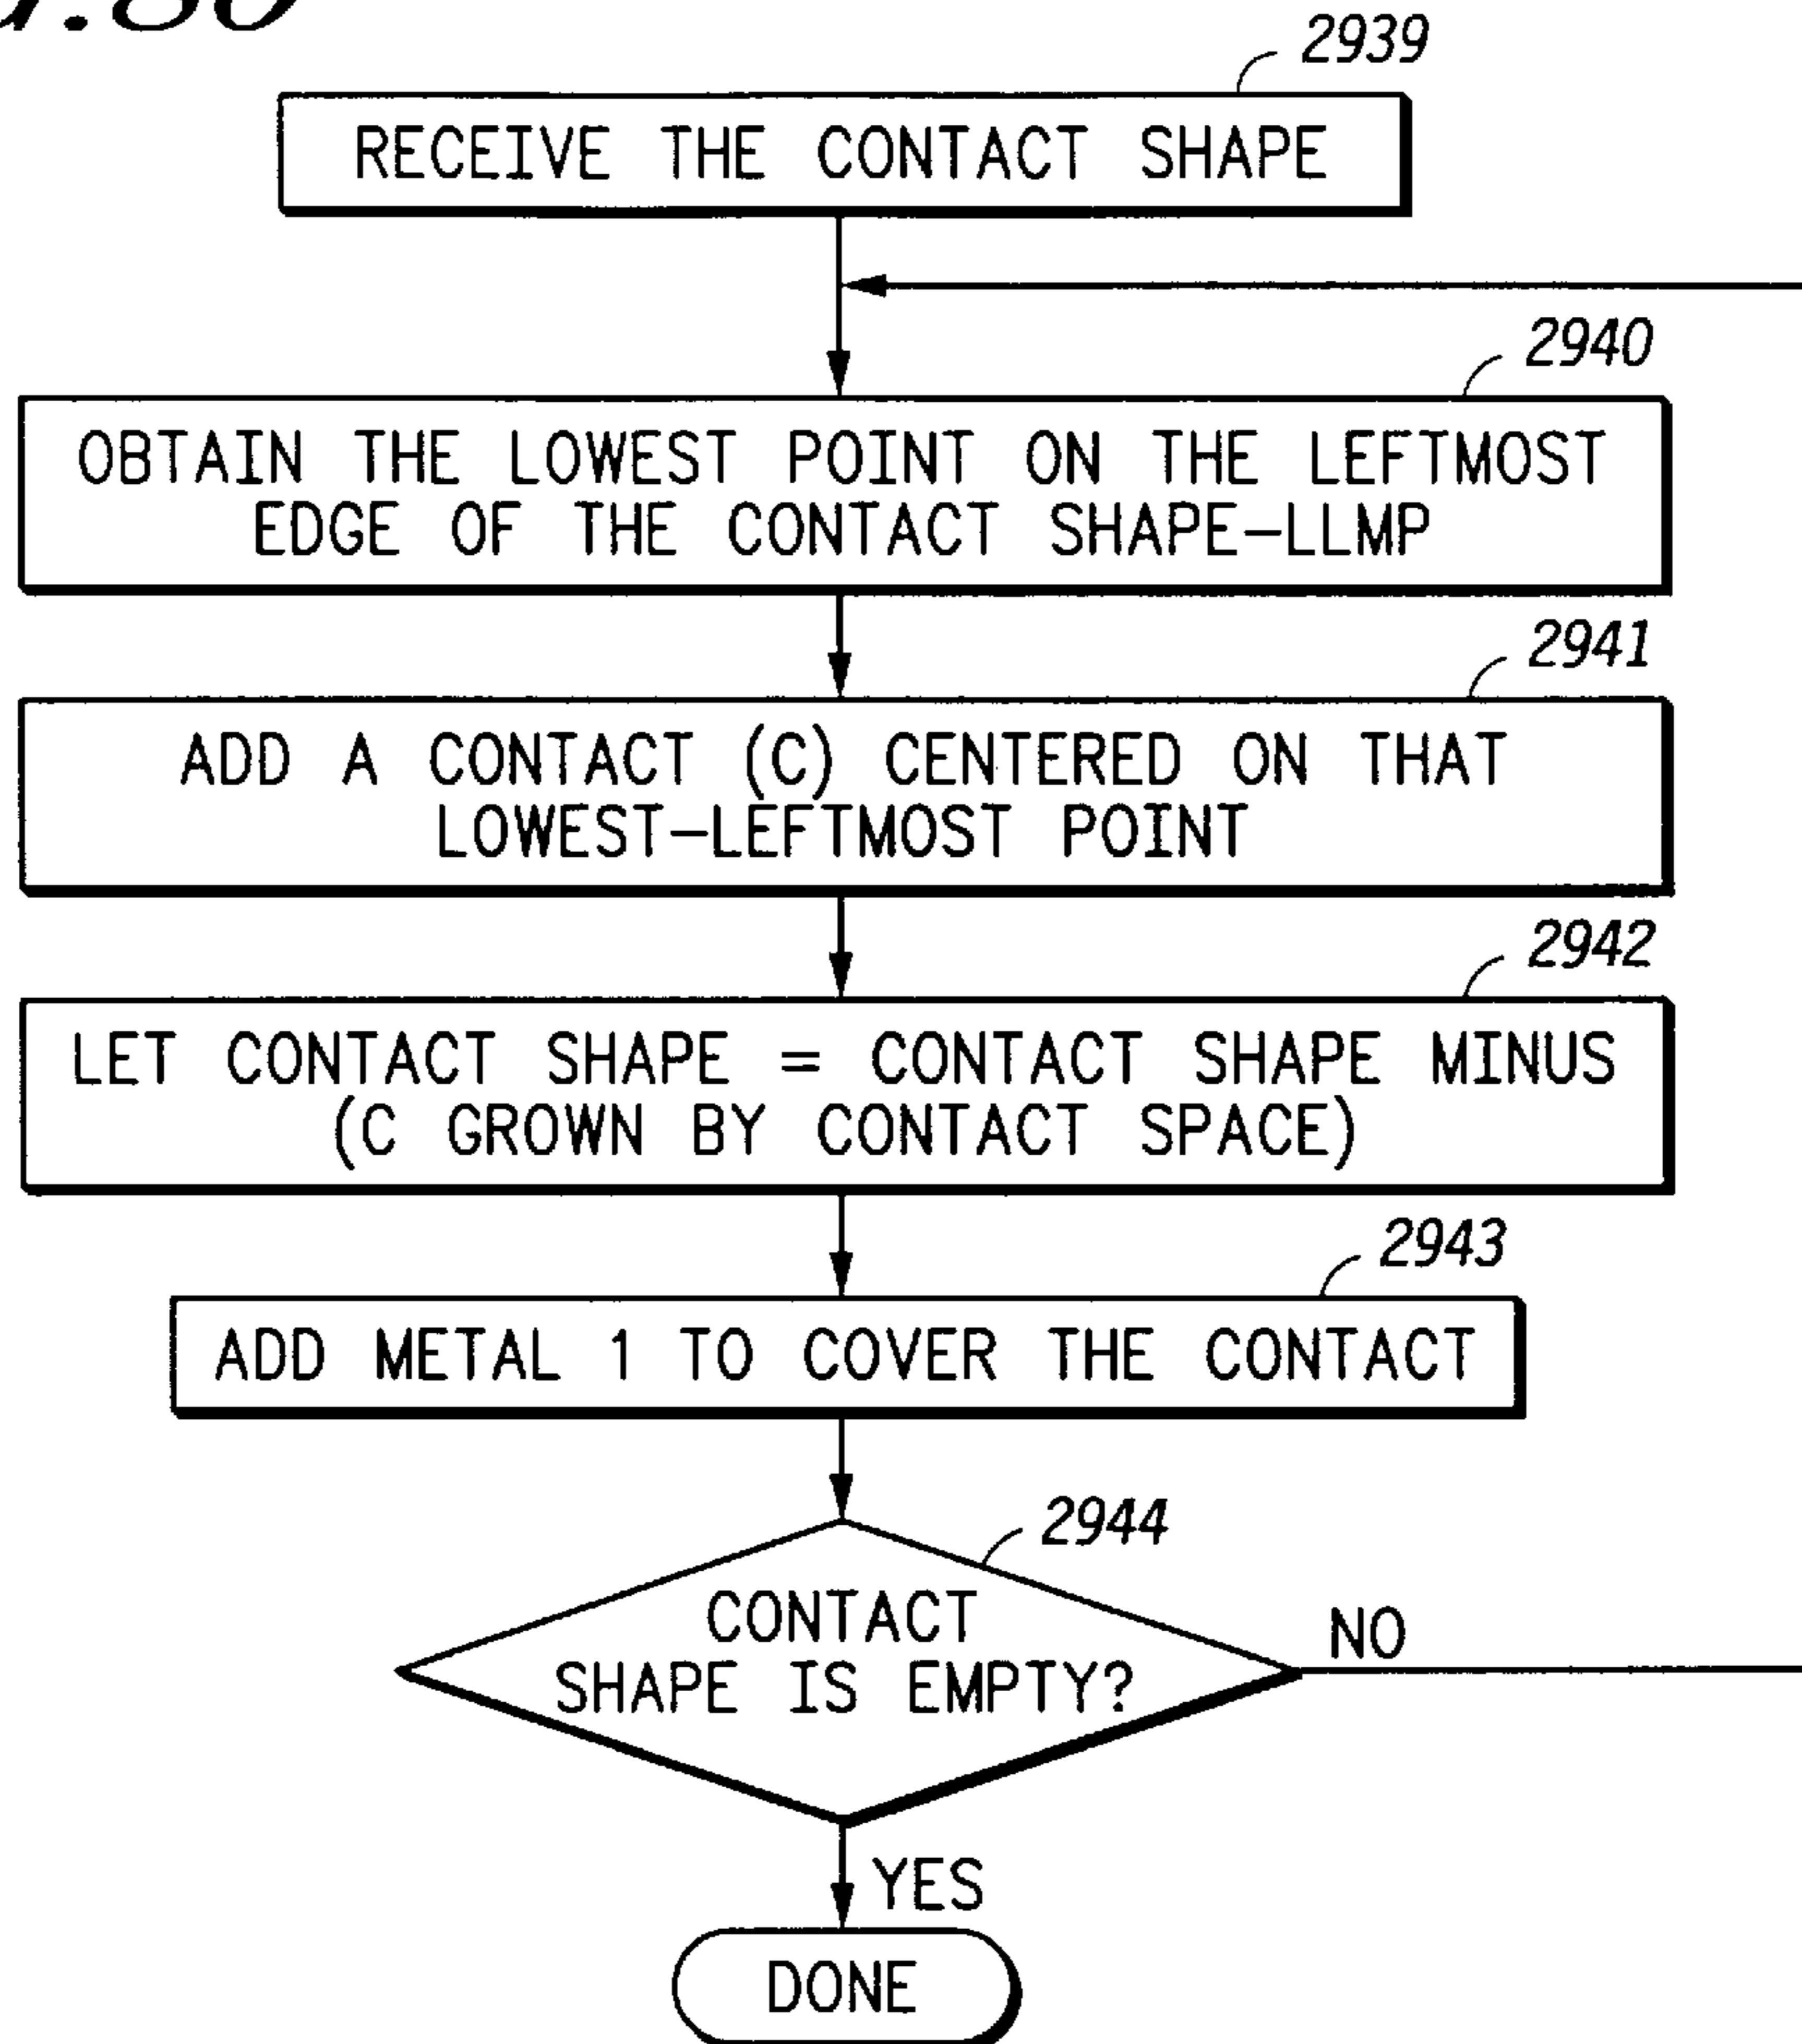 2939
RECEIVE THE CONTACT SHAPE
2940
OBTAIN THE LOWEST POINT ON THE LEFTMOST
EDGE OF THE CONTACT SHAPE-LLMP
2941
ADD A CONTACT (C) CENTERED ON THAT
LOWEST-LEFTMOST POINT
2942
LET CONTACT SHAPE = CONTACT SHAPE MINUS
(C GROWN BY CONTACT SPACE)
2943
ADD METAL 1 TO COVER THE CONTACT
2944
CONTACT
SHAPE IS EMPTY?
NO
YES
DONE